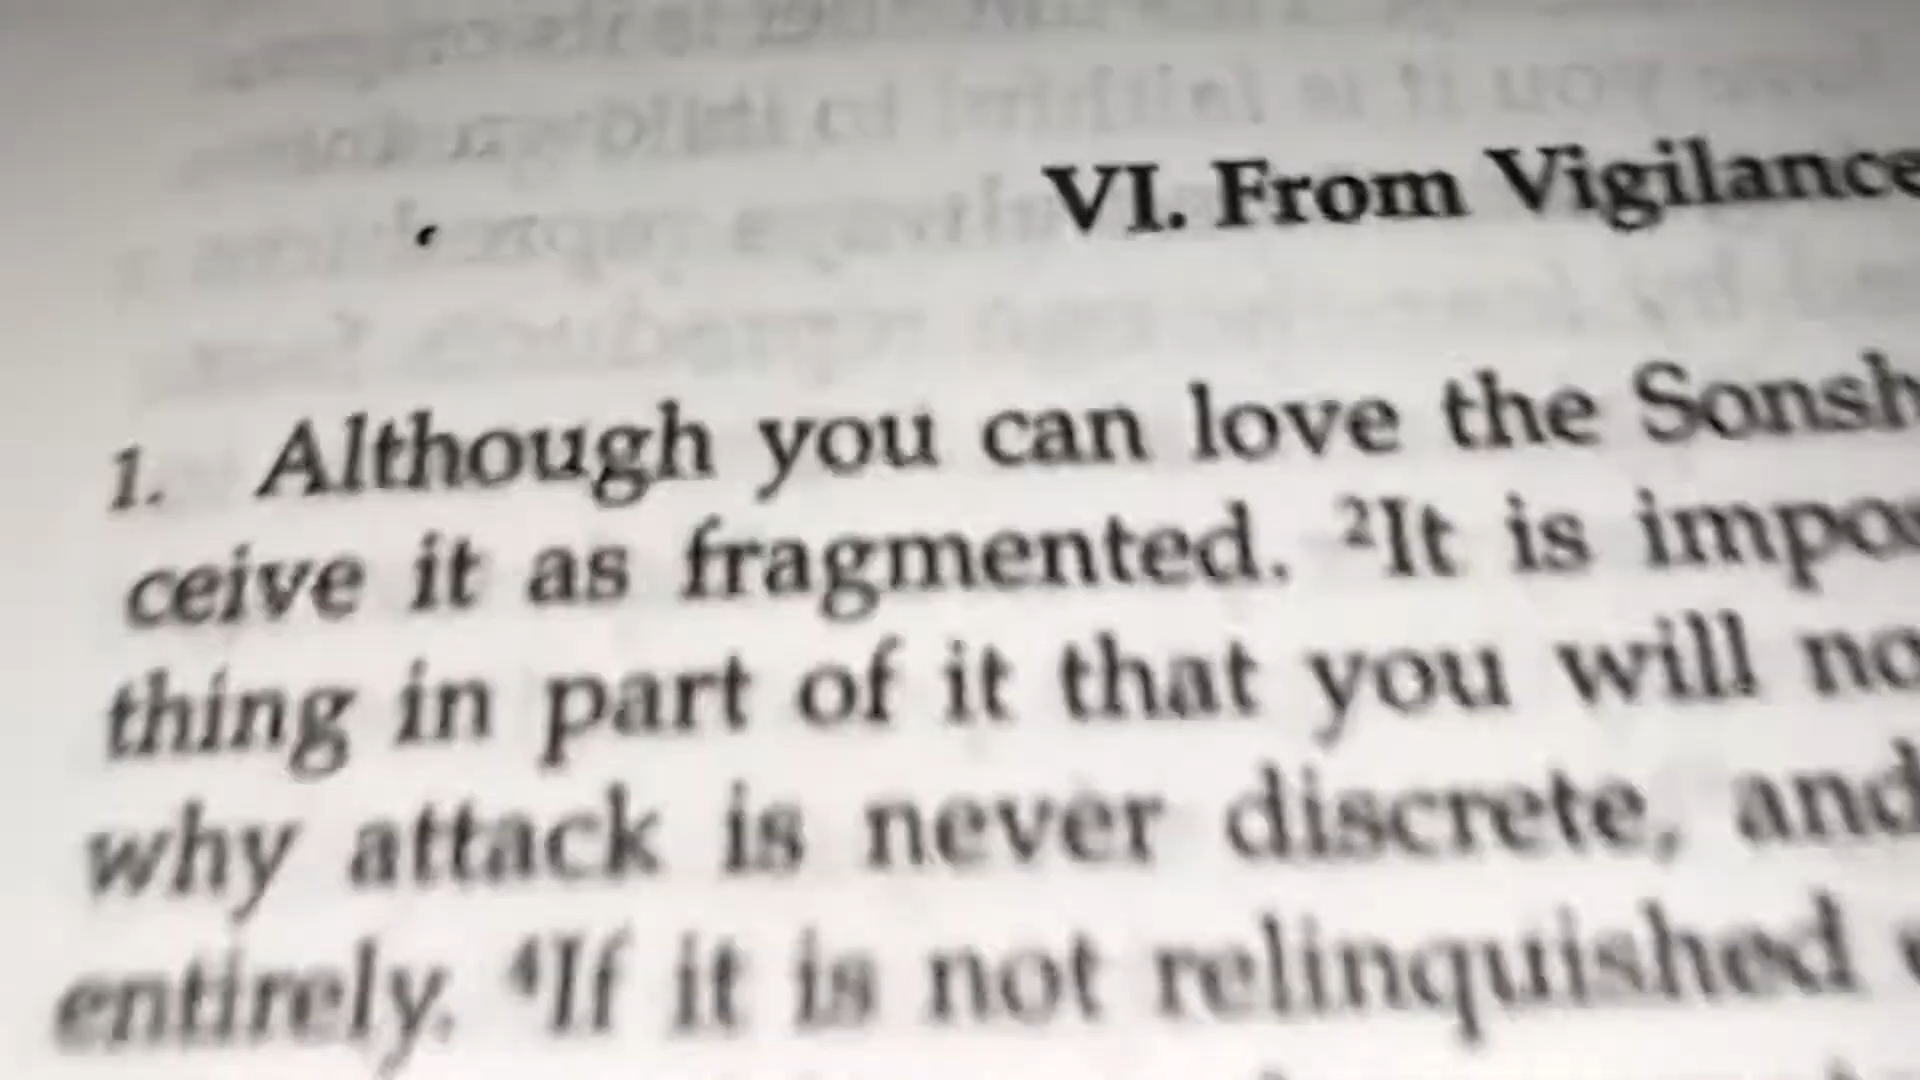 VI. From Vigilance
1. Although you can love the Sonsh
ceive it as fragmented. ²It is impos
thing in part of it that you will no
why attack is never discrete, and
entirely. ⁴If it is not relinquished